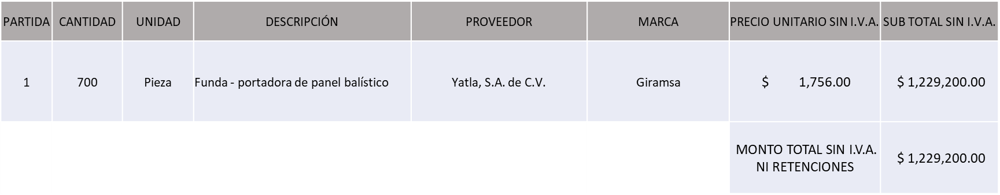 PARTIDA CANTIDAD UNIDAD DESCRIPCIÓN PROVEEDOR MARCA PRECIO UNITARIO SIN I.V.A. SUB TOTAL SIN I.V.A.
1 700 Pieza Funda - portadora de panel balístico Yatla, S.A. de C.V. Giramsa $ 1,756.00 $ 1,229,200.00
MONTO TOTAL SIN I.V.A.
NI RETENCIONES
$ 1,229,200.00